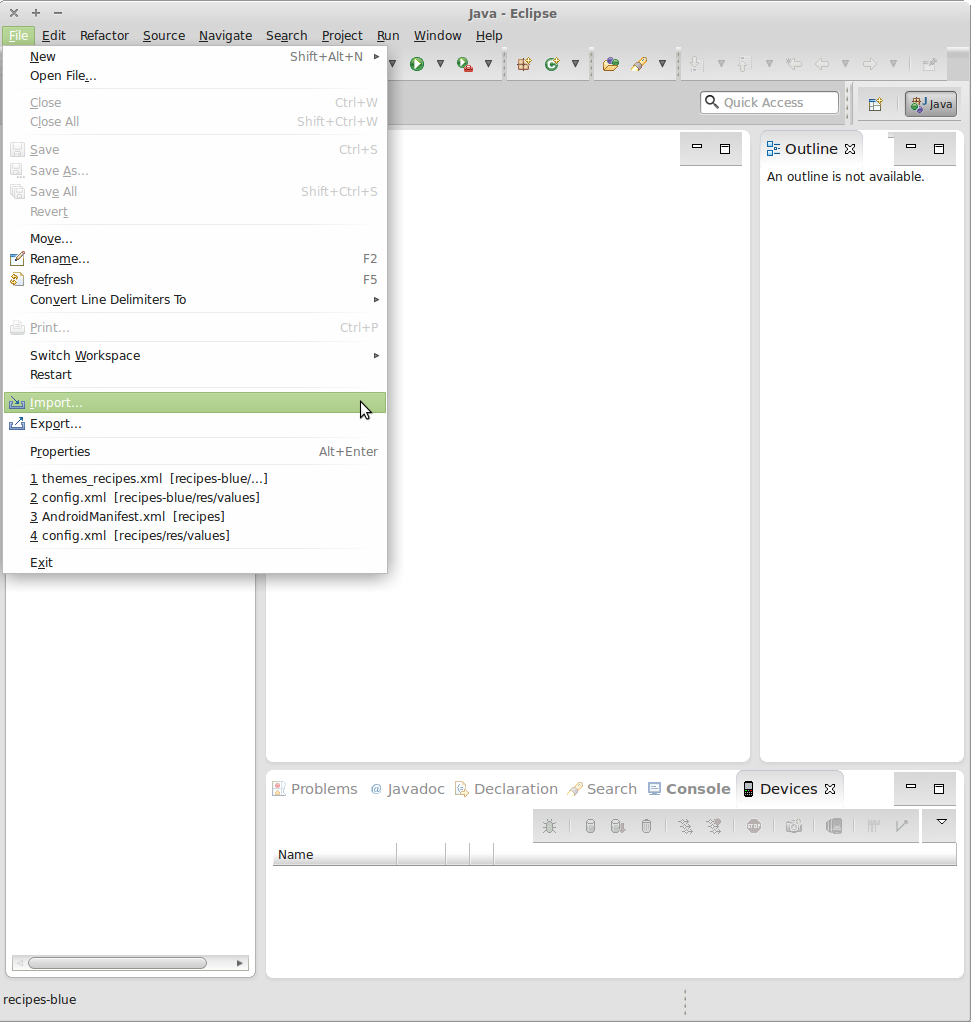 Java - Eclipse
File Edit Refactor Source Navigate Search Project Run Window Help
New Shift+Alt+N
Open File...
Close Ctrl+W
Close All Shift+Ctrl+W
Save Ctrl+S
Save As...
Save All Shift+Ctrl+S
Revert
Move...
Rename... F2
Refresh F5
Convert Line Delimiters To
Print... Ctrl+P
Switch Workspace
Restart
Import...
Export...
Properties Alt+Enter
1 themes_recipes.xml [recipes-blue/...]
2 config.xml [recipes-blue/res/values]
3 AndroidManifest.xml [recipes]
4 config.xml [recipes/res/values]
Exit
Quick Access
Java
Outline
An outline is not available.
Problems @ Javadoc Declaration Search Console Devices
STOP
Name
recipes-blue